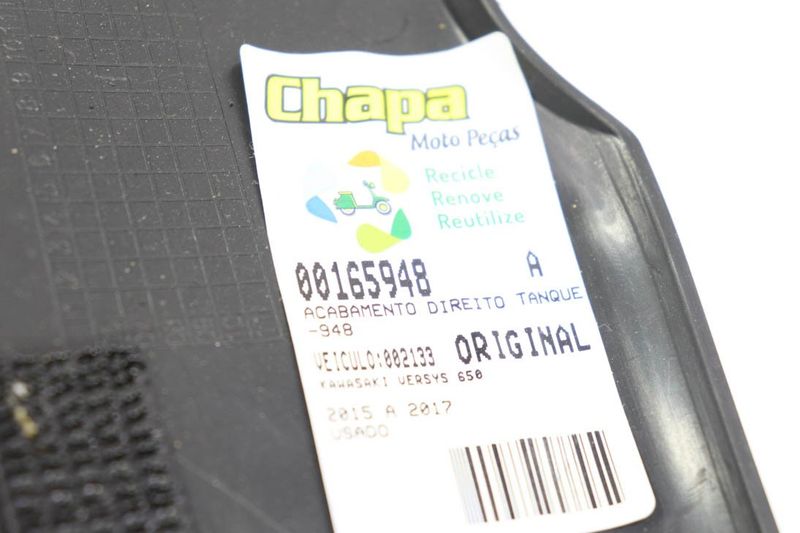 Chapa
Moto Peças
Recicle
Renove
Reutilize
00165948 A
ACABAMENTO DIREITO TANQUE
-948
VEICULO:002133 ORIGINAL
KAWASAKI VERSYS 650
2015 A 2017
USADO